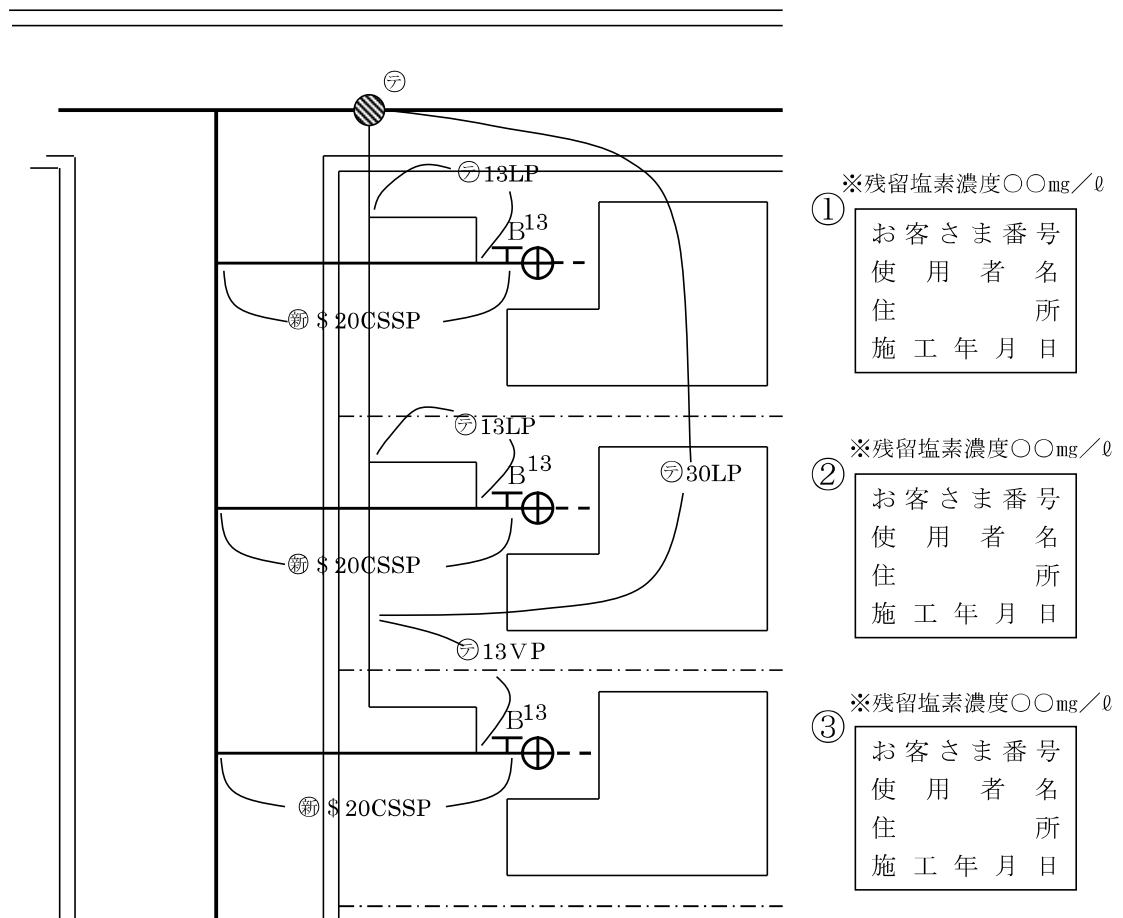 ㋢
㋢13LP
B13
㋝ $20CSSP
㋢13LP
B13
㋢30LP
$20CSSP
㋢13VP
B13
$20CSSP
※残留塩素濃度○○mg/ℓ
①
お客さま番号
使用者名
住所
施工年月日
※残留塩素濃度○○mg/ℓ
②
お客さま番号
使用者名
住所
施工年月日
※残留塩素濃度○○mg/ℓ
③
お客さま番号
使用者名
住所
施工年月日